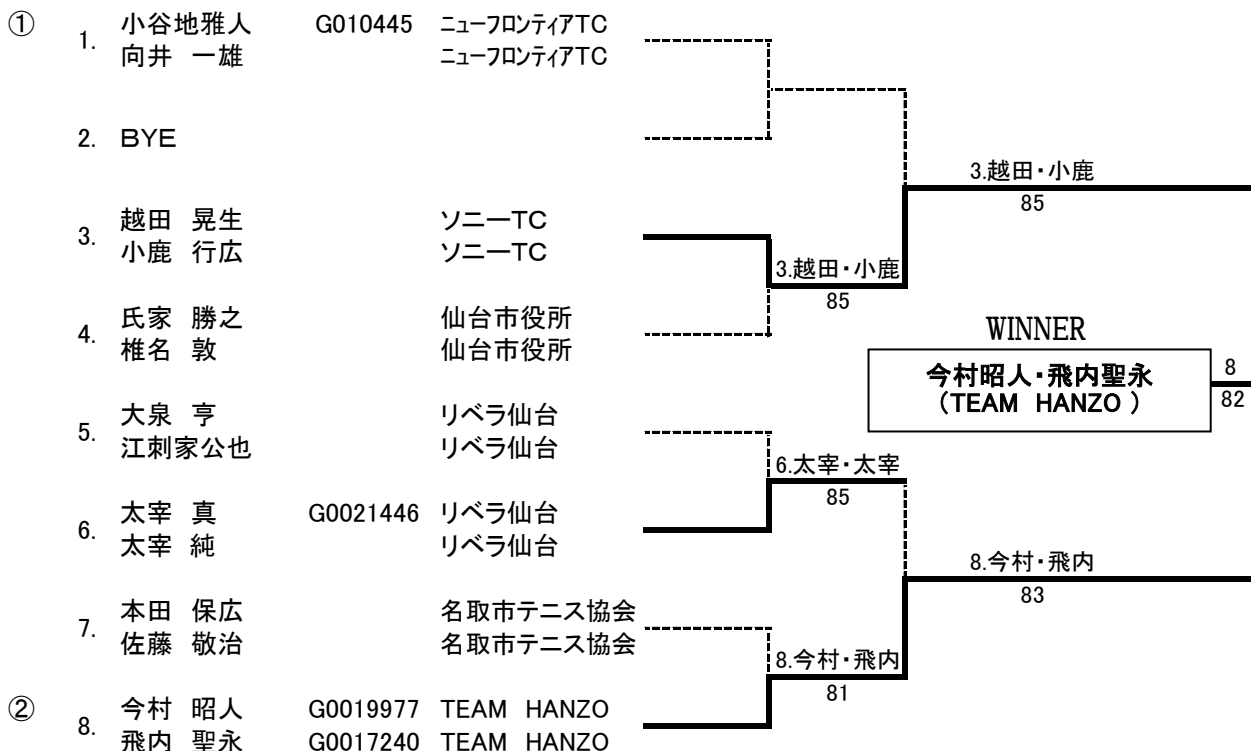 ①
1. 小谷地雅人 G010445 ニューフロンティアTC
向井 一雄 ニューフロンティアTC
2. BYE
3.越田・小鹿
85
3. 越田 晃生 ソニーTC
小鹿 行広 ソニーTC
3.越田・小鹿
85
4. 氏家 勝之 仙台市役所
椎名 敦 仙台市役所
WINNER
今村昭人・飛内聖永
(TEAM HANZO )
8
82
5. 大泉 亨 リベラ仙台
江刺家公也 リベラ仙台
6.太宰・太宰
85
6. 太宰 真 G0021446 リベラ仙台
太宰 純 リベラ仙台
8.今村・飛内
83
7. 本田 保広 名取市テニス協会
佐藤 敬治 名取市テニス協会
8.今村・飛内
81
②
8. 今村 昭人 G0019977 TEAM HANZO
飛内 聖永 G0017240 TEAM HANZO